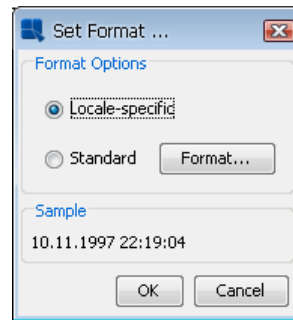 Set Format ...
Format Options
Locale-specific
Standard
Format...
Sample
10.11.1997 22:19:04
OK
Cancel